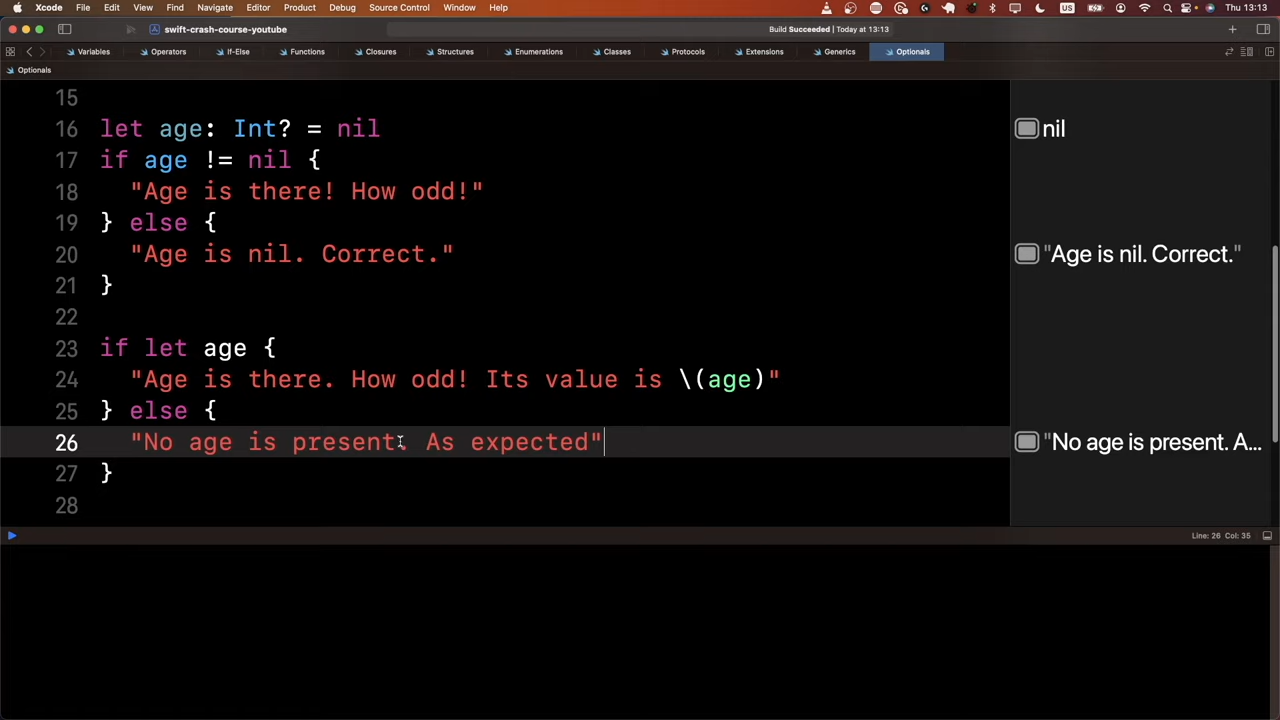 Xcode File Edit View Find Navigate Editor Product Debug Source Control Window Help US Thu 13:13
swift-crash-course-youtube Build Succeeded | Today at 13:13
Variables Operators If-Else Functions Closures Structures Enumerations Classes Protocols Extensions Generics Optionals
Optionals
15
16 let age: Int? = nil nil
17 if age != nil {
18 "Age is there! How odd!"
19 } else {
20 "Age is nil. Correct." "Age is nil. Correct."
21 }
22
23 if let age {
24 "Age is there. How odd! Its value is \(age)"
25 } else {
26 "No age is present. As expected" "No age is present. A...
27 }
28
Line: 26 Col: 35